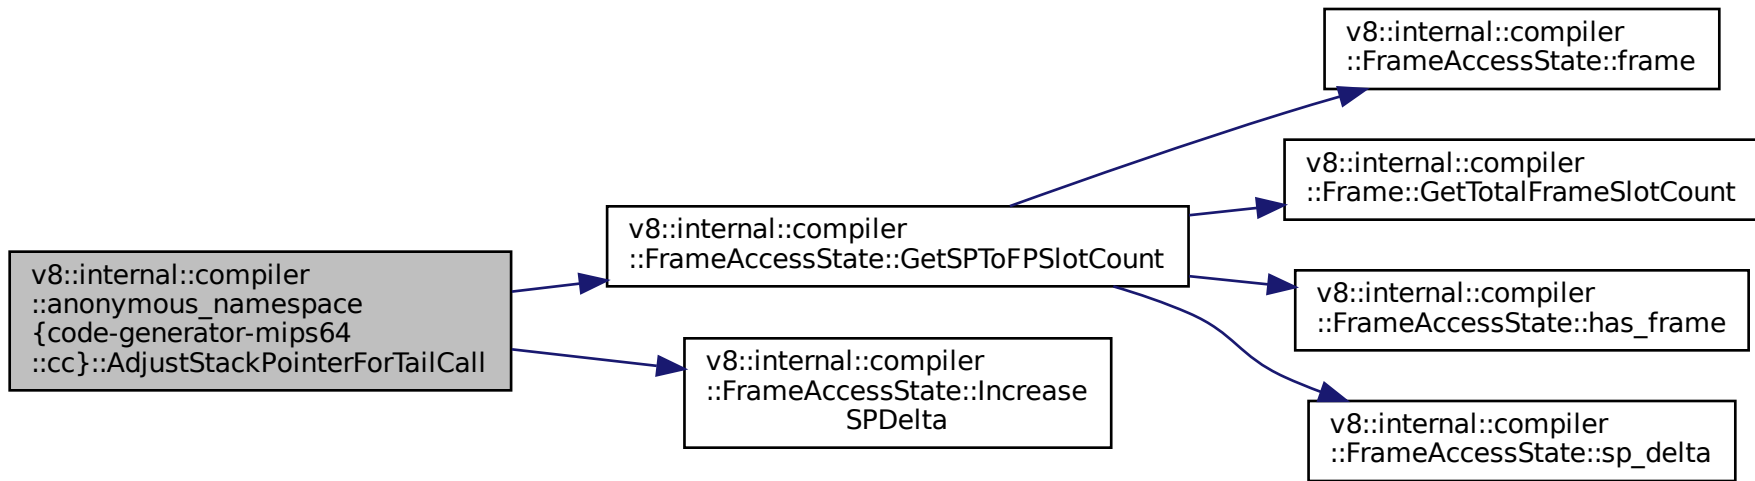 v8::internal::compiler
::anonymous_namespace
{code-generator-mips64
::cc}::AdjustStackPointerForTailCall
v8::internal::compiler
::FrameAccessState::GetSPToFPSlotCount
v8::internal::compiler
::FrameAccessState::Increase
SPDelta
v8::internal::compiler
::FrameAccessState::frame
v8::internal::compiler
::Frame::GetTotalFrameSlotCount
v8::internal::compiler
::FrameAccessState::has_frame
v8::internal::compiler
::FrameAccessState::sp_delta